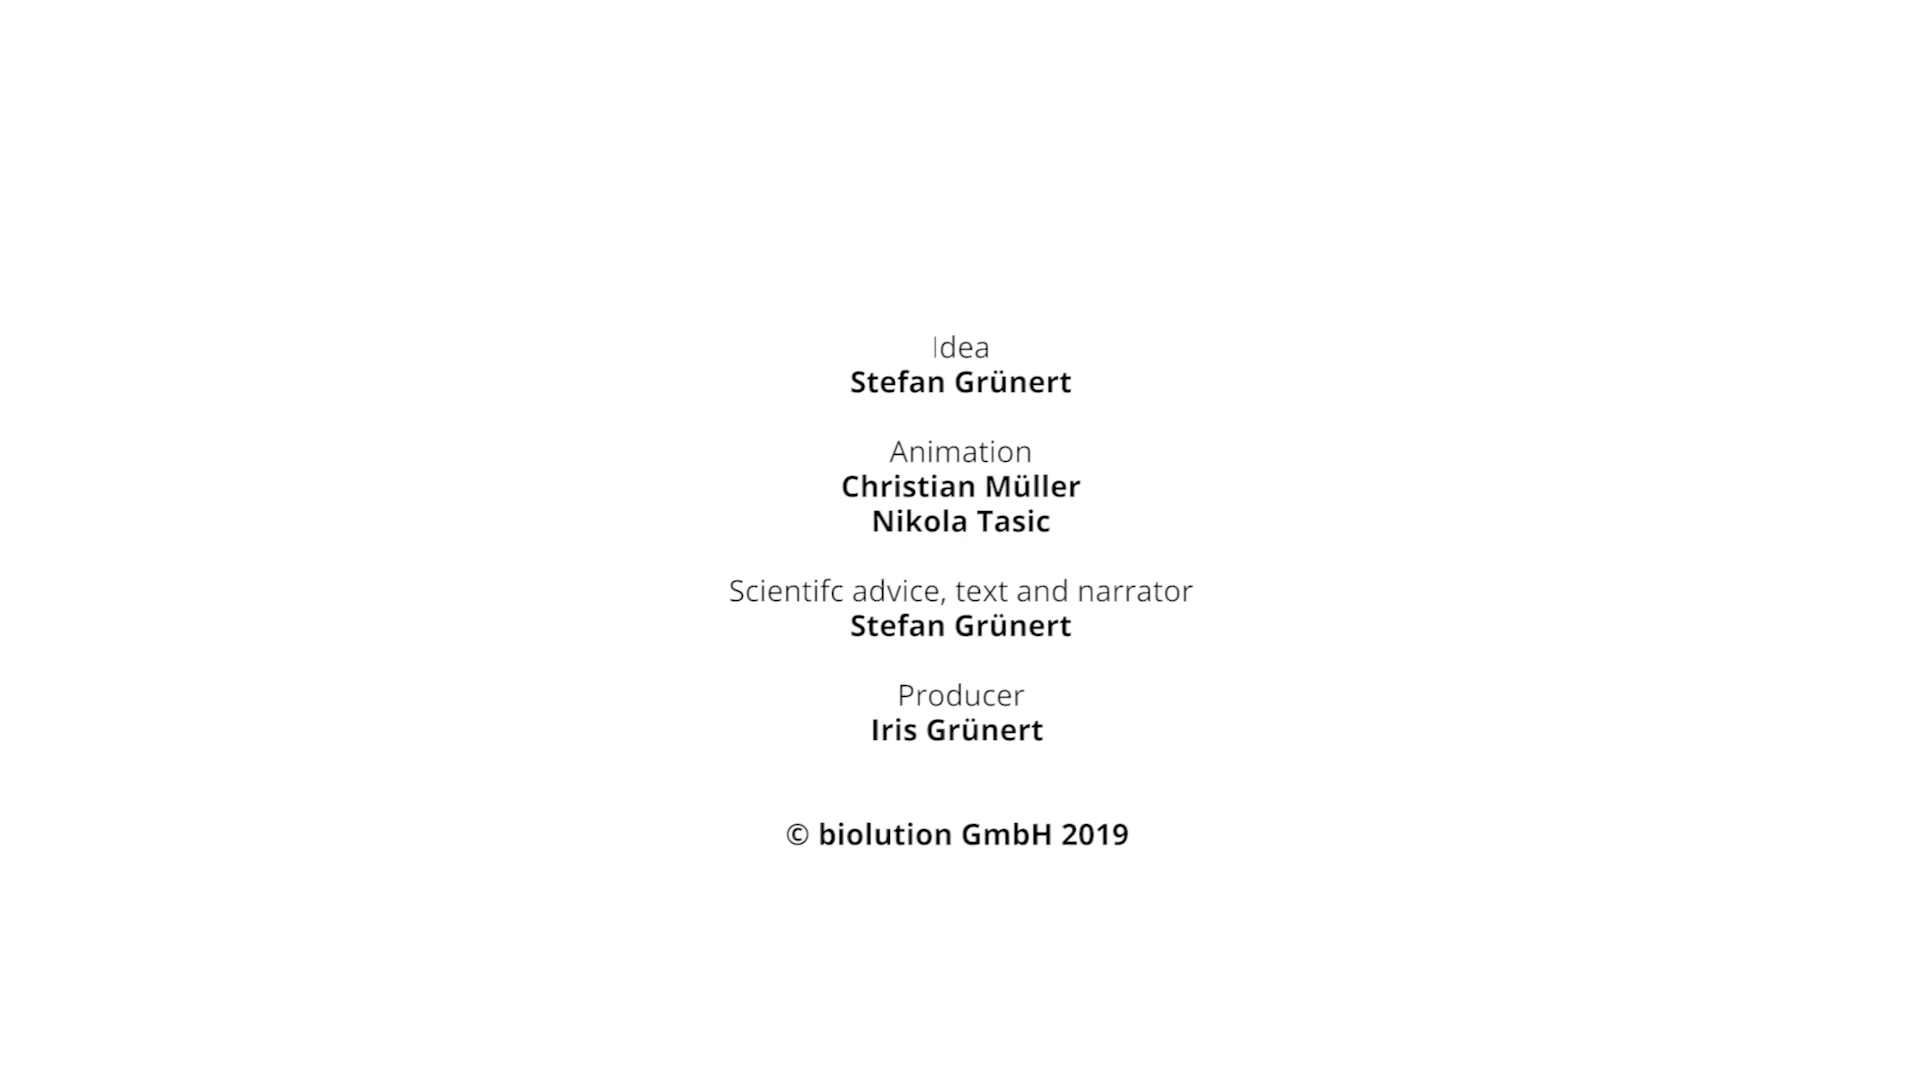 Idea
Stefan Grünert
Animation
Christian Müller
Nikola Tasic
Scientifc advice, text and narrator
Stefan Grünert
Producer
Iris Grünert
© biolution GmbH 2019